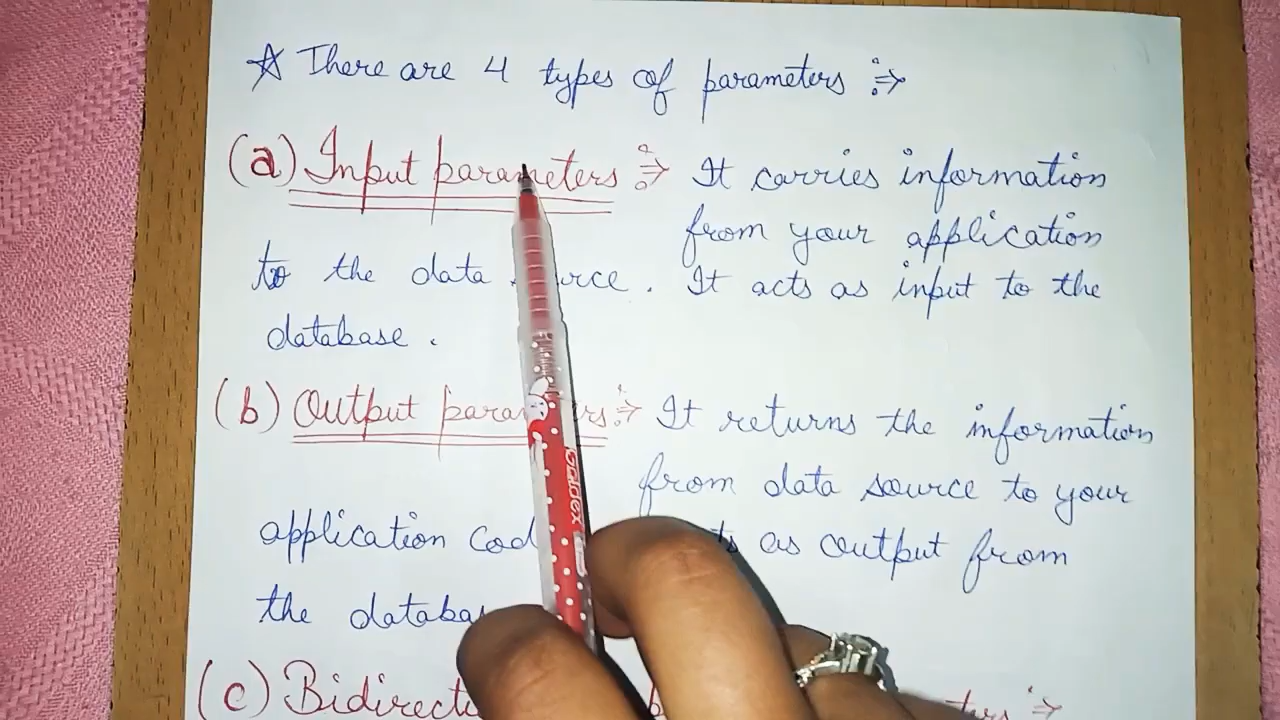 ☆ There are 4 types of parameters :⇒
(a) Input parameters :⇒ It carries information
from your application
to the data . It acts as input to the
database .
(b) Output :⇒ It returns the information
from data source to your
application as output from
the
(c)
Goldex